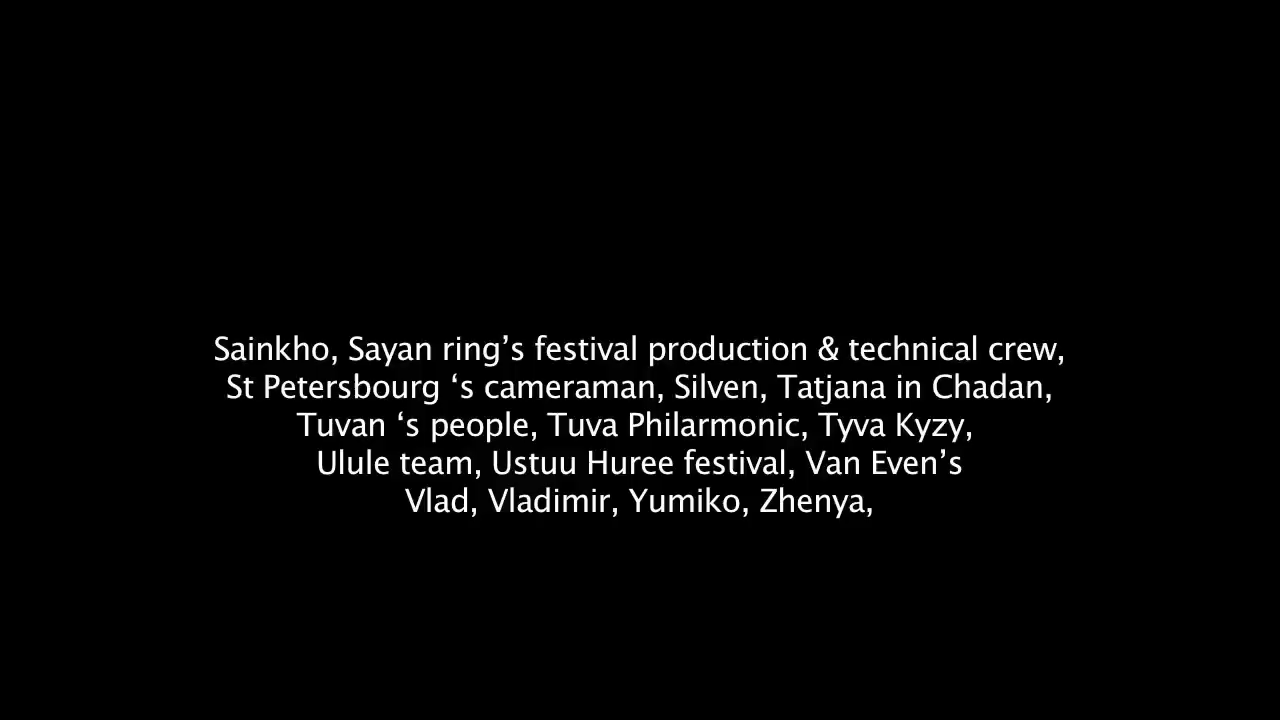 Sainkho, Sayan ring’s festival production & technical crew,
St Petersbourg ‘s cameraman, Silven, Tatjana in Chadan,
Tuvan ‘s people, Tuva Philarmonic, Tyva Kyzy,
Ulule team, Ustuu Huree festival, Van Even’s
Vlad, Vladimir, Yumiko, Zhenya,